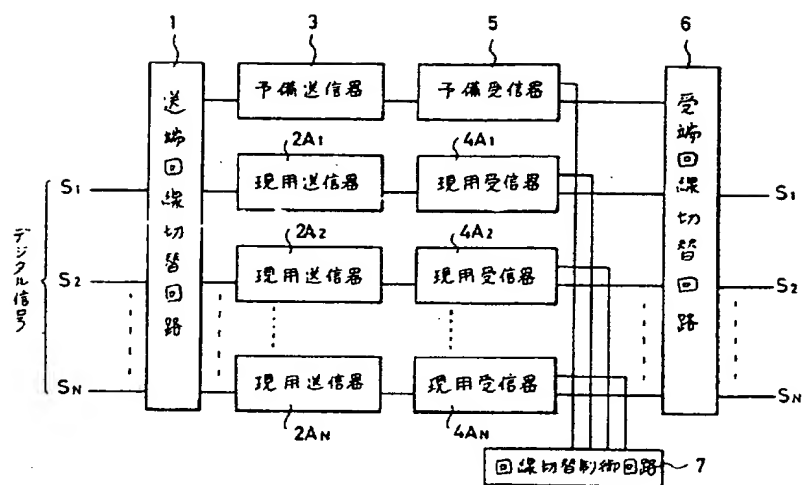 1
3
5
6
送端回線切替回路
予備送信器
予備受信器
受端回線切替回路
2A1
4A1
現用送信器
現用受信器
S1
S1
2A2
4A2
現用送信器
現用受信器
S2
S2
デジタル信号
現用送信器
現用受信器
SN
SN
2AN
4AN
回線切替制御回路
7